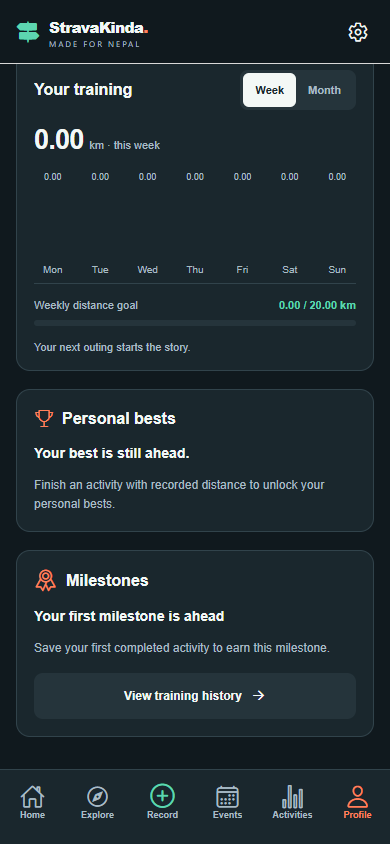 StravaKinda.
MADE FOR NEPAL
Your training
Week
Month
0.00 km · this week
0.00 0.00 0.00 0.00 0.00 0.00 0.00
Mon Tue Wed Thu Fri Sat Sun
Weekly distance goal
0.00 / 20.00 km
Your next outing starts the story.
Personal bests
Your best is still ahead.
Finish an activity with recorded distance to unlock your
personal bests.
Milestones
Your first milestone is ahead
Save your first completed activity to earn this milestone.
View training history →
Home Explore Record Events Activities Profile